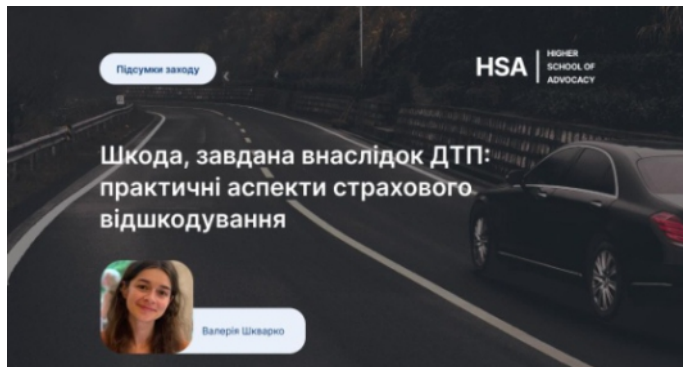 Підсумки заходу
HSA
HIGHER
SCHOOL OF
ADVOCACY
Шкода, завдана внаслідок ДТП:
практичні аспекти страхового
відшкодування
Валерія Шкварко